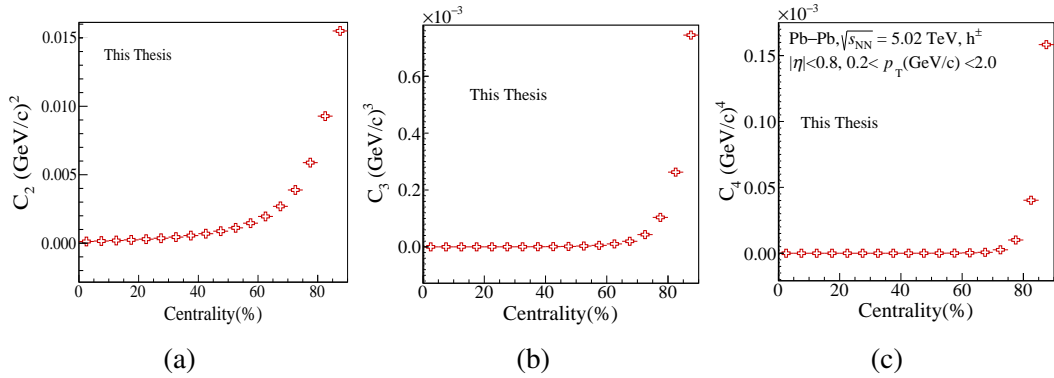 C₂ (GeV/c)²
0.015
0.010
0.005
0.000
This Thesis
0 20 40 60 80
Centrality(%)
(a)
×10⁻³
C₃ (GeV/c)³
0.6
0.4
0.2
0.0
This Thesis
0 20 40 60 80
Centrality(%)
(b)
×10⁻³
C₄ (GeV/c)⁴
0.15
0.10
0.05
0.00
Pb–Pb,√s_NN = 5.02 TeV, h±
|η|<0.8, 0.2< p_T(GeV/c) <2.0
This Thesis
0 20 40 60 80
Centrality(%)
(c)